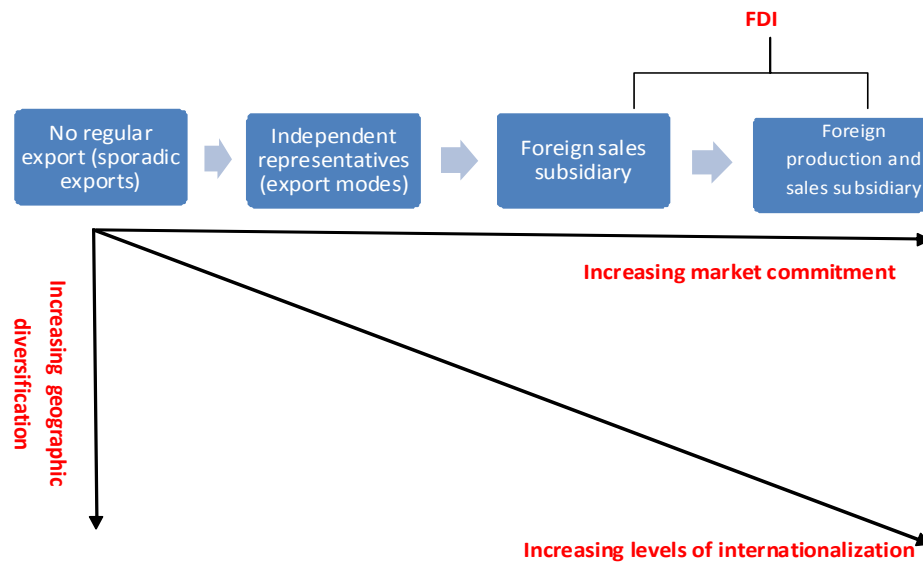 FDI
No regular
export (sporadic
exports)
Independent
representatives
(export modes)
Foreign sales
subsidiary
Foreign
production and
sales subsidiary
Increasing market commitment
Increasing geographic
diversification
Increasing levels of internationalization